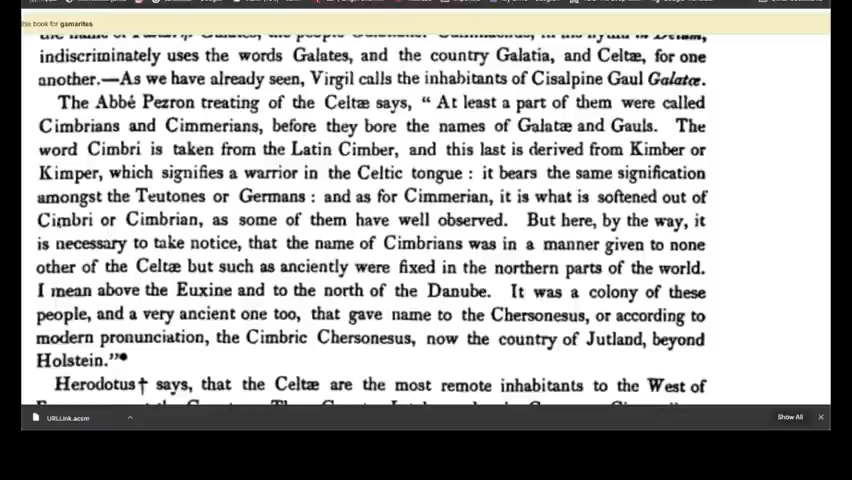 this book for gamarites
indiscriminately uses the words Galates, and the country Galatia, and Celtæ, for one
another.—As we have already seen, Virgil calls the inhabitants of Cisalpine Gaul Galatæ.
The Abbé Pezron treating of the Celtæ says, “ At least a part of them were called
Cimbrians and Cimmerians, before they bore the names of Galatæ and Gauls. The
word Cimbri is taken from the Latin Cimber, and this last is derived from Kimber or
Kimper, which signifies a warrior in the Celtic tongue : it bears the same signification
amongst the Teutones or Germans : and as for Cimmerian, it is what is softened out of
Cimbri or Cimbrian, as some of them have well observed. But here, by the way, it
is necessary to take notice, that the name of Cimbrians was in a manner given to none
other of the Celtæ but such as anciently were fixed in the northern parts of the world.
I mean above the Euxine and to the north of the Danube. It was a colony of these
people, and a very ancient one too, that gave name to the Chersonesus, or according to
modern pronunciation, the Cimbric Chersonesus, now the country of Jutland, beyond
Holstein.”*
Herodotus† says, that the Celtæ are the most remote inhabitants to the West of
URLLink.acsm
Show All